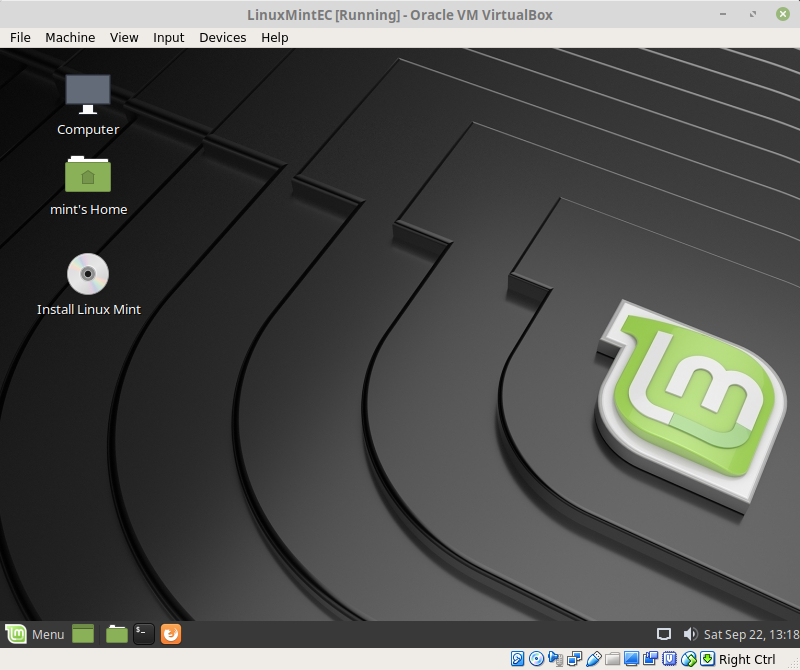 LinuxMintEC [Running] - Oracle VM VirtualBox
File Machine View Input Devices Help
Computer
mint's Home
Install Linux Mint
Menu
Sat Sep 22, 13:18
Right Ctrl